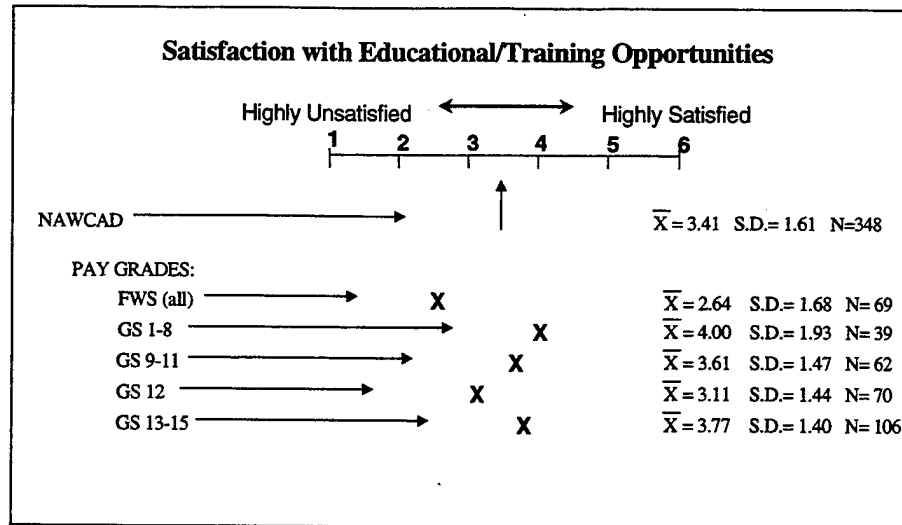 Satisfaction with Educational/Training Opportunities
Highly Unsatisfied Highly Satisfied
1 2 3 4 5 6
NAWCAD X̄ = 3.41 S.D.= 1.61 N=348
PAY GRADES:
FWS (all) X X̄ = 2.64 S.D.= 1.68 N= 69
GS 1-8 X X̄ = 4.00 S.D.= 1.93 N= 39
GS 9-11 X X̄ = 3.61 S.D.= 1.47 N= 62
GS 12 X X̄ = 3.11 S.D.= 1.44 N= 70
GS 13-15 X X̄ = 3.77 S.D.= 1.40 N= 106